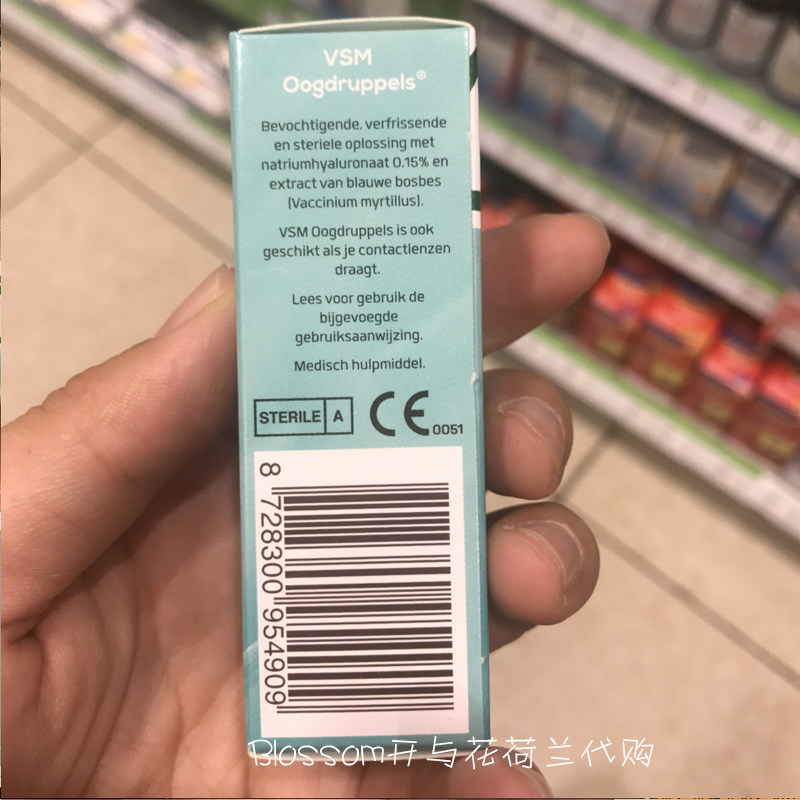 VSM
Oogdruppels®
Bevochtigende, verfrissende
en steriele oplossing met
natriumhyaluronaat 0,15% en
extract van blauwe bosbes
(Vaccinium myrtillus).
VSM Oogdruppels is ook
geschikt als je contactlenzen
draagt.
Lees voor gebruik de
bijgevoegde
gebruiksaanwijzing.
Medisch hulpmiddel.
STERILE A
CE 0051
8 728300 954909
Blossom开与花荷兰代购